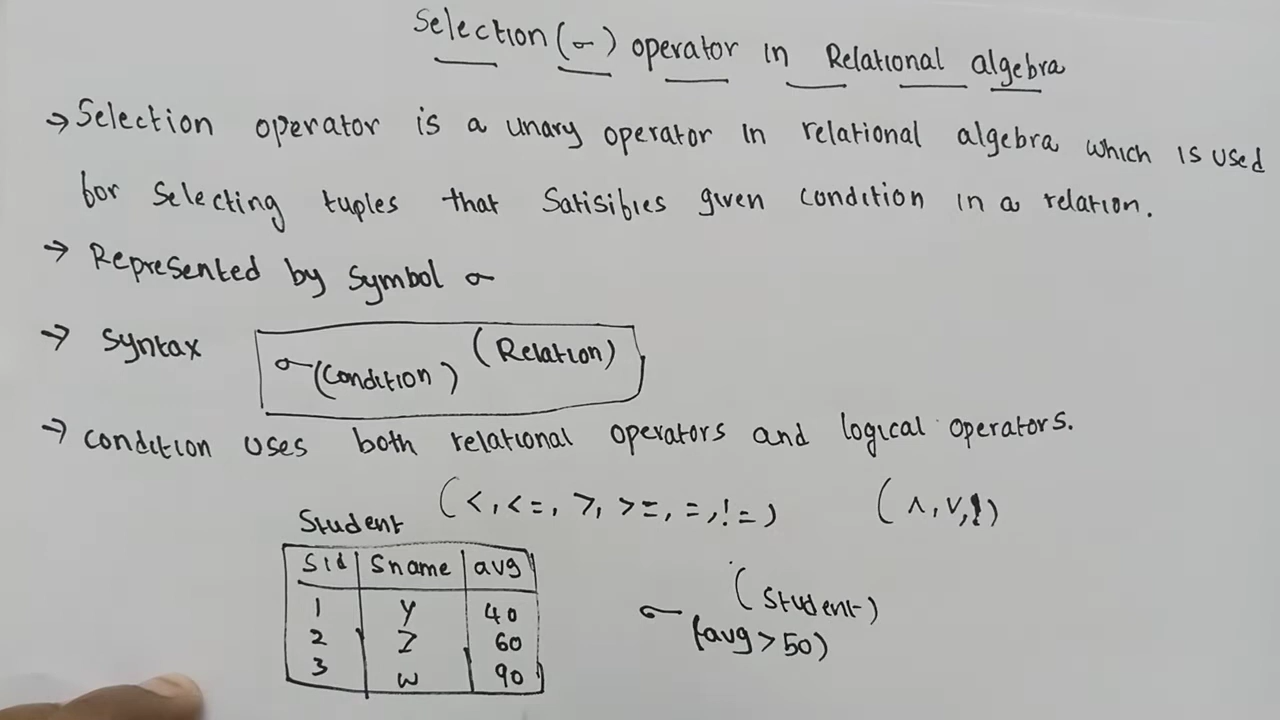 Selection (σ) operator in Relational algebra
→ Selection operator is a unary operator in relational algebra which is used
for selecting tuples that Satisifies given condition in a relation.
→ Represented by Symbol σ
→ Syntax σ(Condition) (Relation)
→ condition uses both relational operators and logical operators.
(<, <=, >, >=, =, !=) (∧, ∨, !)
Student
Sid Sname avg
1 Y 40
2 Z 60
3 W 90
σ(avg > 50) (Student)